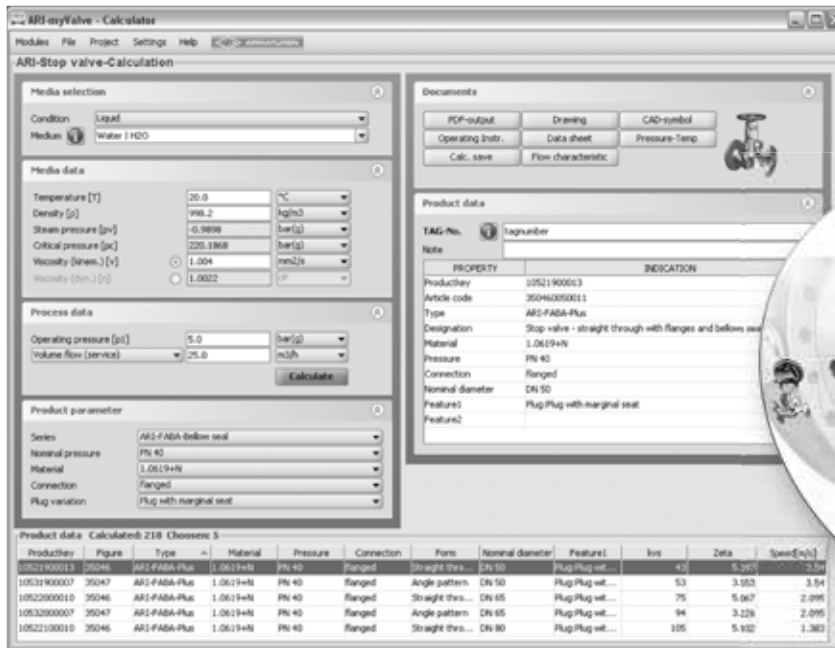 ARI-myValve - Calculator
Modules File Project Settings Help ARMATUREN
ARI-Stop valve-Calculation
Media selection
Condition Liquid
Medium Water | H2O
Media data
Temperature [T] 20.0 °C
Density [ρ] 998.2 kg/m3
Steam pressure [pv] -0.9898 bar(g)
Critical pressure [pc] 220.1868 bar(g)
Viscosity (kinem.) [ν] 1.004 mm2/s
Viscosity (dyn.) [η] 1.0022 cP
Process data
Operating pressure [p1] 5.0 bar(g)
Volume flow (service) 25.0 m3/h
Calculate
Product parameter
Series ARI-FABA-Bellow seal
Nominal pressure PN 40
Material 1.0619+N
Connection flanged
Plug variation Plug with marginal seat
Documents
PDF-output Drawing CAD-symbol
Operating Instr. Data sheet Pressure-Temp
Calc. save Flow characteristic
Product data
TAG-No. tagnumber
Note
PROPERTY INDICATION
Productkey 10521900013
Article code 350460050011
Type ARI-FABA-Plus
Designation Stop valve - straight through with flanges and bellows sea
Material 1.0619+N
Pressure PN 40
Connection flanged
Nominal diameter DN 50
Feature1 Plug:Plug with marginal seat
Feature2
Product data Calculated: 218 Choosen: 5
Productkey Figure Type Material Pressure Connection Form Nominal diameter Feature1 kvs Zeta Speed[m/s]
10521900013 35046 ARI-FABA-Plus 1.0619+N PN 40 flanged Straight thro... DN 50 Plug:Plug wit... 43 5.397 3.54
10531900007 35047 ARI-FABA-Plus 1.0619+N PN 40 flanged Angle pattern DN 50 Plug:Plug wit... 53 3.553 3.54
10522000010 35046 ARI-FABA-Plus 1.0619+N PN 40 flanged Straight thro... DN 65 Plug:Plug wit... 75 5.067 2.095
10532000007 35047 ARI-FABA-Plus 1.0619+N PN 40 flanged Angle pattern DN 65 Plug:Plug wit... 94 3.226 2.095
10522100010 35046 ARI-FABA-Plus 1.0619+N PN 40 flanged Straight thro... DN 80 Plug:Plug wit... 105 5.932 1.383